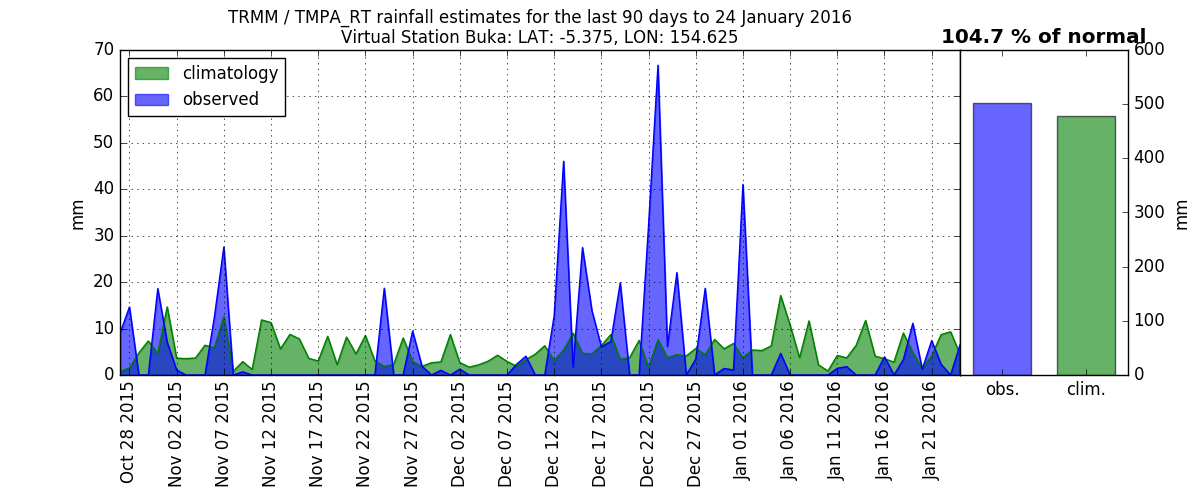 TRMM / TMPA_RT rainfall estimates for the last 90 days to 24 January 2016
Virtual Station Buka: LAT: -5.375, LON: 154.625
104.7 % of normal
climatology
observed
70
60
50
40
30
20
10
0
mm
Oct 28 2015
Nov 02 2015
Nov 07 2015
Nov 12 2015
Nov 17 2015
Nov 22 2015
Nov 27 2015
Dec 02 2015
Dec 07 2015
Dec 12 2015
Dec 17 2015
Dec 22 2015
Dec 27 2015
Jan 01 2016
Jan 06 2016
Jan 11 2016
Jan 16 2016
Jan 21 2016
600
500
400
300
200
100
0
mm
obs.
clim.